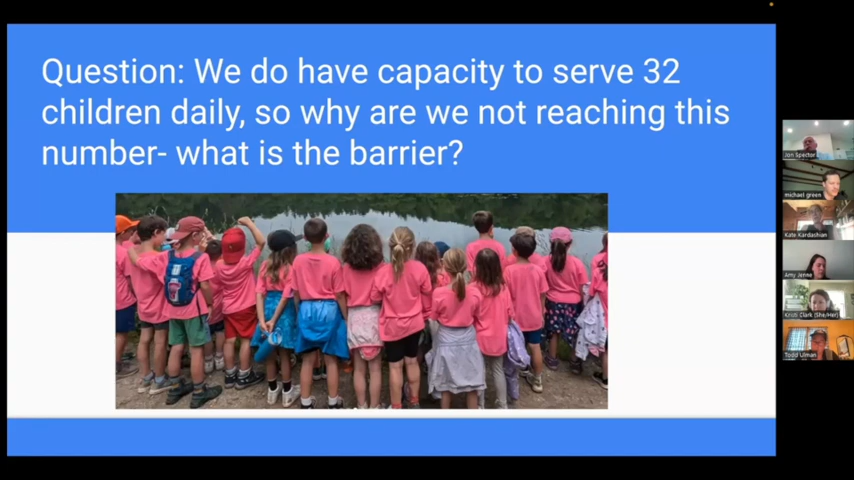 Question: We do have capacity to serve 32
children daily, so why are we not reaching this
number- what is the barrier?
Jon Spector
michael green
Kate Kardashian
Amy Jenne
Kristi Clark (She/Her)
Todd Ulman